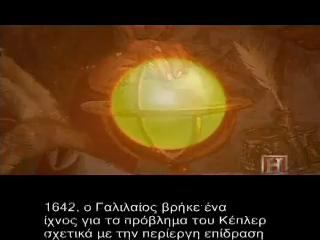 H
1642, ο Γαλιλαίος βρήκε ένα
ίχνος για το πρόβλημα του Κέπλερ
σχετικά με την περίεργη επίδραση